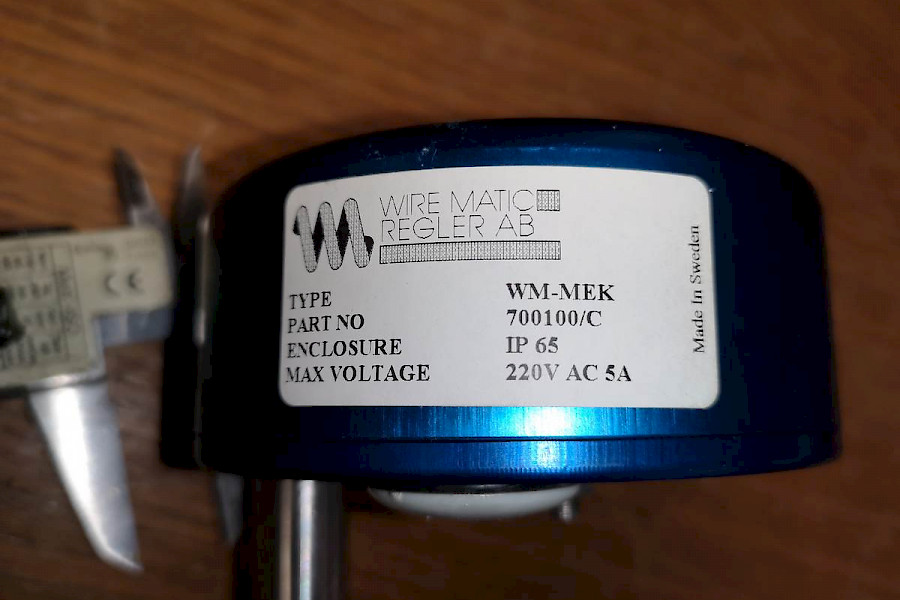 WIRE MATIC
REGLER AB
TYPE WM-MEK
PART NO 700100/C
ENCLOSURE IP 65
MAX VOLTAGE 220V AC 5A
Made In Sweden
CE